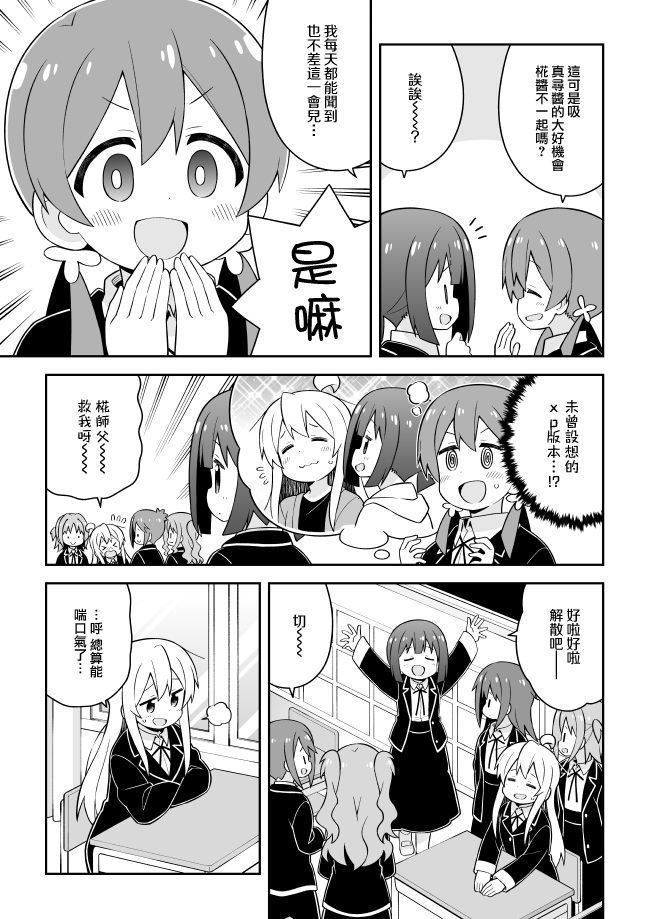 這可是吸
真尋醬的大好機會
椛醬不一起嗎?
誒誒~~~?
我每天都能聞到
也不差這一會兒…
是嘛
未曾設想的
×p版本…!?
椛師父~~~
救我呀~~~
好啦好啦
解散吧——
切~~~
…呼 總算能
喘口氣了…